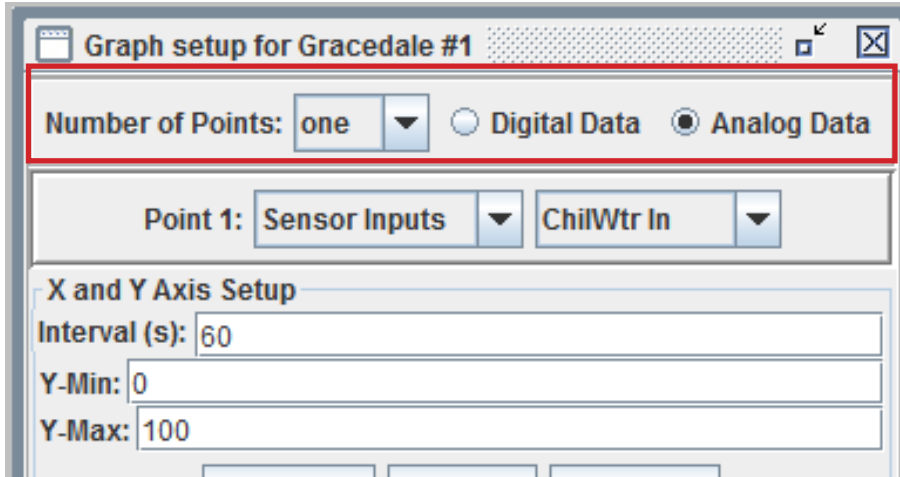 Graph setup for Gracedale #1
Number of Points: one Digital Data Analog Data
Point 1: Sensor Inputs ChilWtr In
X and Y Axis Setup
Interval (s): 60
Y-Min: 0
Y-Max: 100